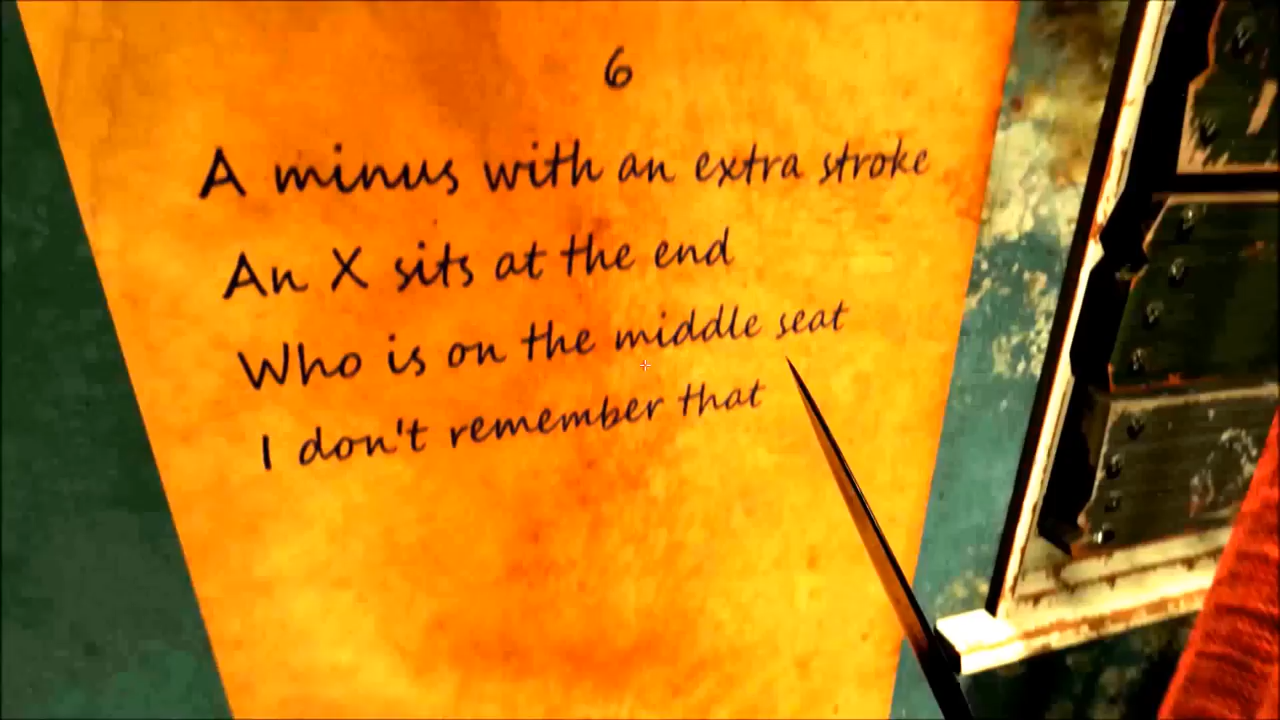 6
A minus with an extra stroke
An X sits at the end
Who is on the middle seat
I don't remember that